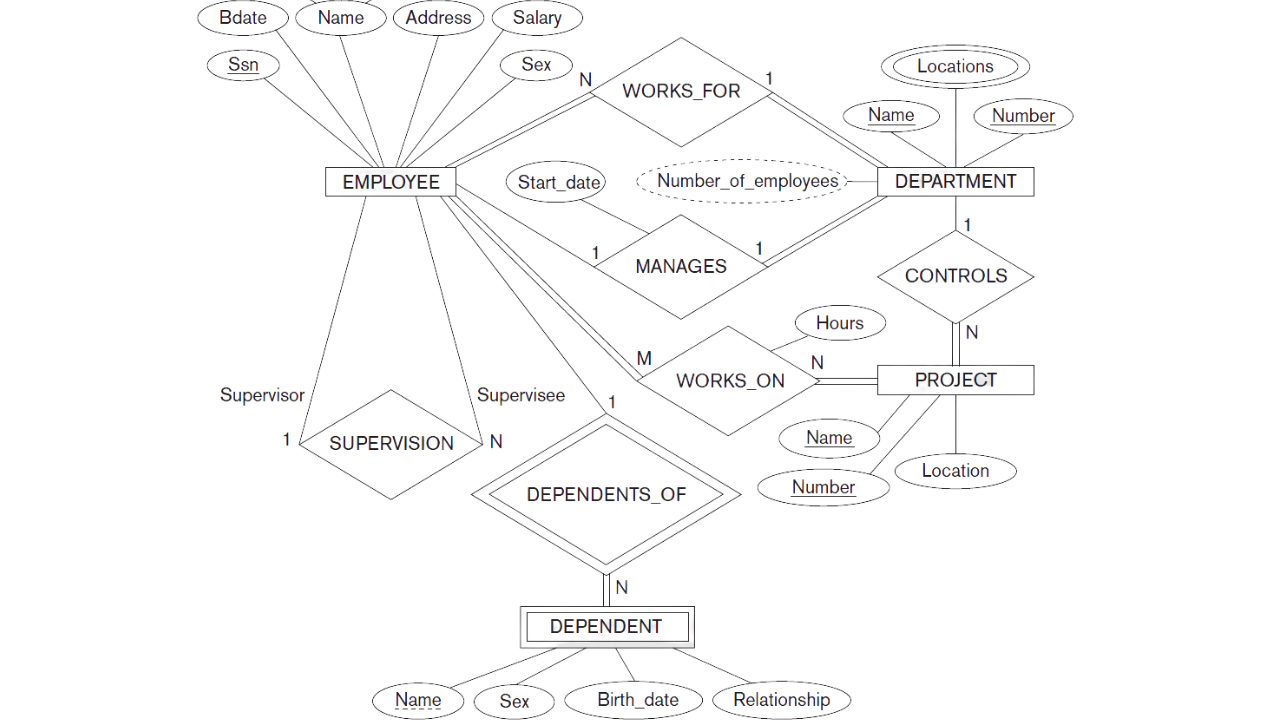 Bdate
Name
Address
Salary
Ssn
Sex
N
WORKS_FOR
1
Locations
Name
Number
EMPLOYEE
Start_date
Number_of_employees
DEPARTMENT
1
MANAGES
1
1
CONTROLS
N
Hours
M
WORKS_ON
N
PROJECT
Supervisor
Supervisee
1
1
SUPERVISION
N
Name
Number
Location
DEPENDENTS_OF
N
DEPENDENT
Name
Sex
Birth_date
Relationship